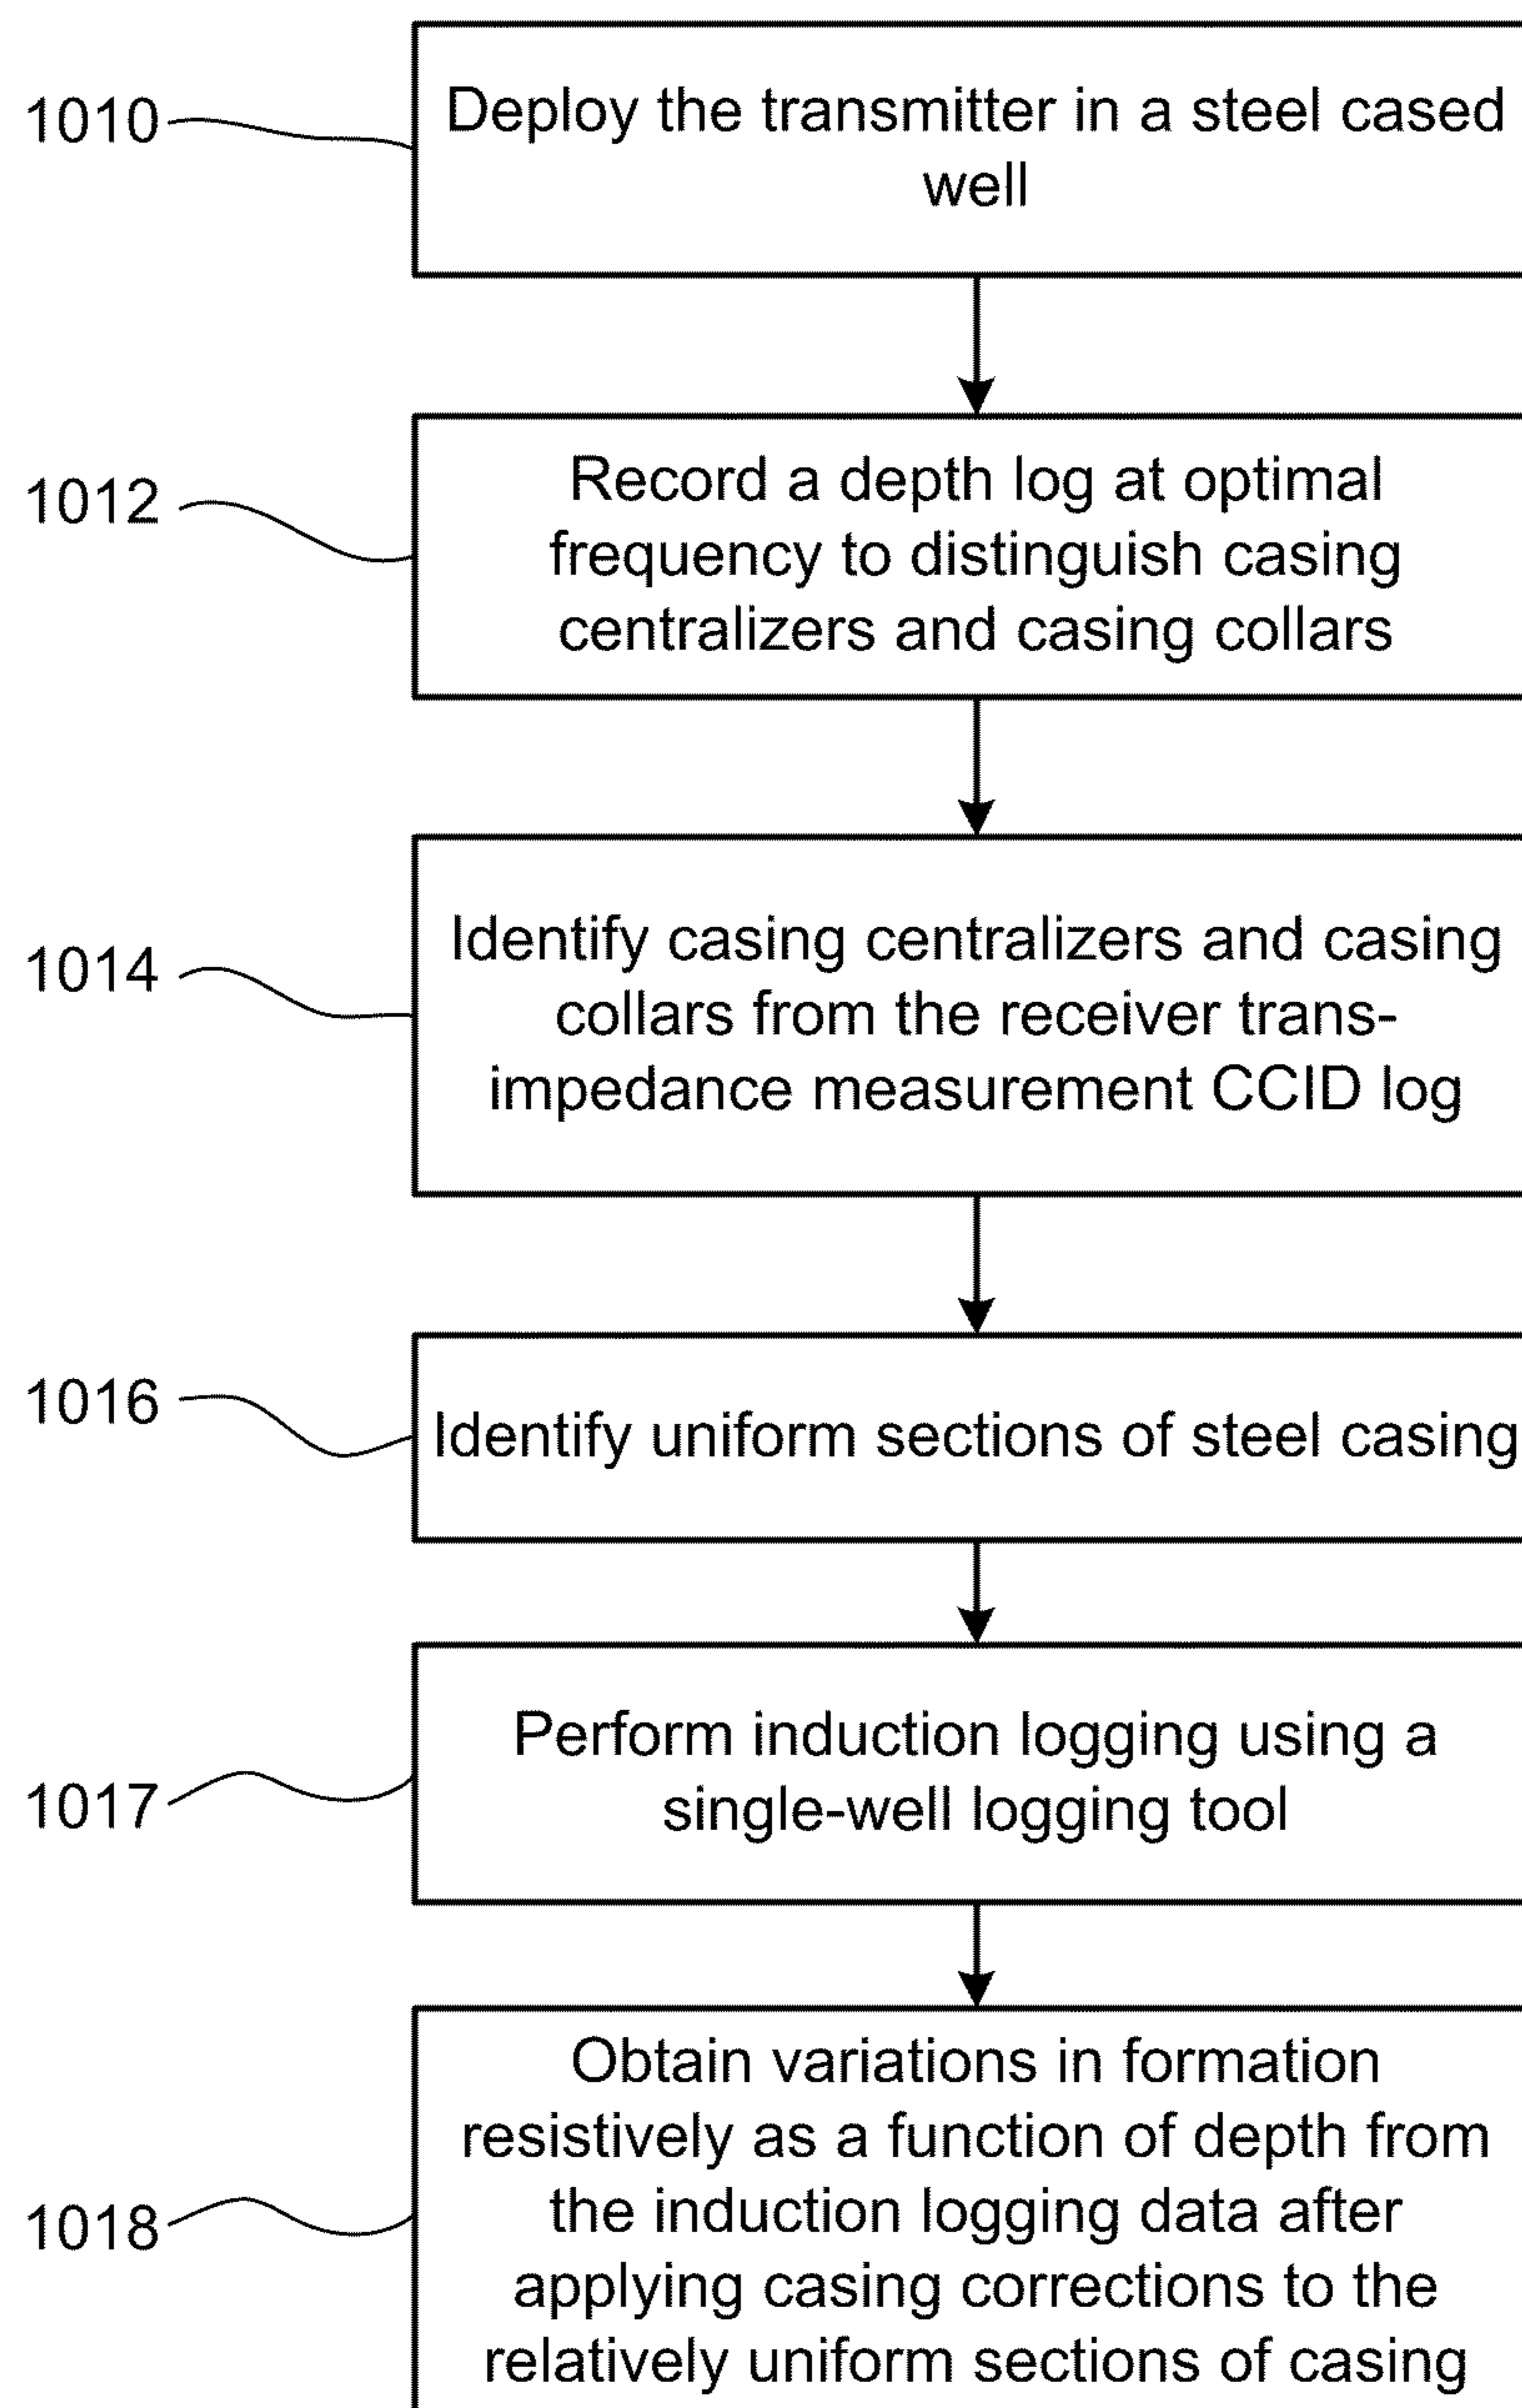 1010
Deploy the transmitter in a steel cased
well
1012
Record a depth log at optimal
frequency to distinguish casing
centralizers and casing collars
1014
Identify casing centralizers and casing
collars from the receiver trans-
impedance measurement CCID log
1016
Identify uniform sections of steel casing
1017
Perform induction logging using a
single-well logging tool
1018
Obtain variations in formation
resistively as a function of depth from
the induction logging data after
applying casing corrections to the
relatively uniform sections of casing